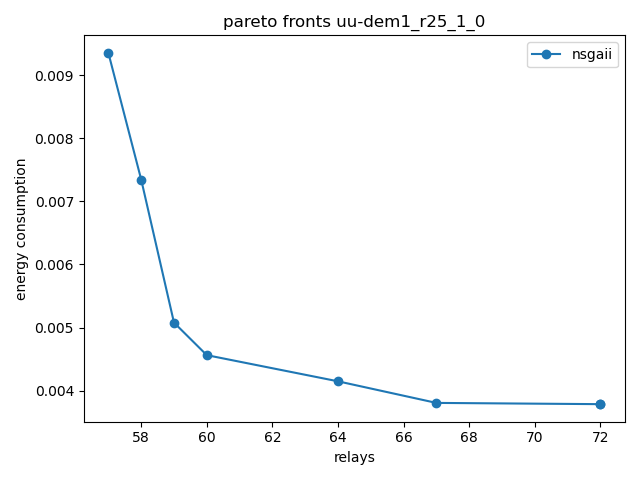 pareto fronts uu-dem1_r25_1_0
nsgaii
0.009
0.008
0.007
0.006
0.005
0.004
energy consumption
58 60 62 64 66 68 70 72
relays